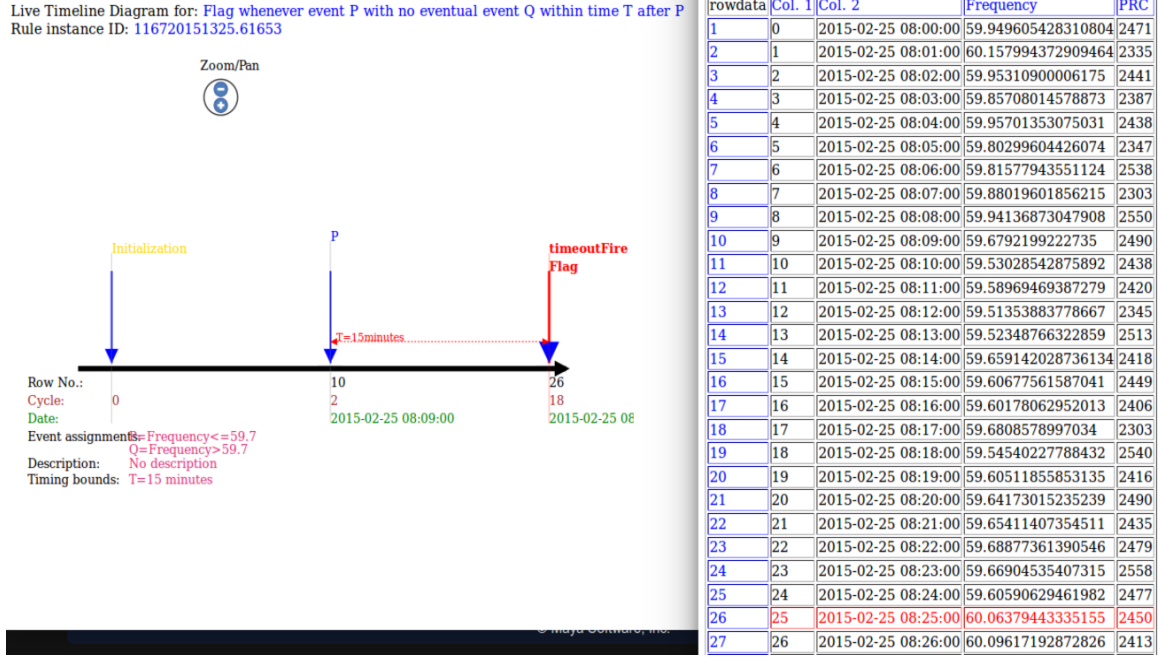 Live Timeline Diagram for: Flag whenever event P with no eventual event Q within time T after P
Rule instance ID: 116720151325.61653
Zoom/Pan
Initialization
P
timeoutFire
Flag
T=15minutes
Row No.: 10 26
Cycle: 0 2 18
Date: 2015-02-25 08:09:00 2015-02-25 08
Event assignments: P=Frequency<=59.7
Q=Frequency>59.7
Description: No description
Timing bounds: T=15 minutes
rowdata Col. 1 Col. 2 Frequency PRC
1 0 2015-02-25 08:00:00 59.949605428310804 2471
2 1 2015-02-25 08:01:00 60.157994372909464 2335
3 2 2015-02-25 08:02:00 59.95310900006175 2441
4 3 2015-02-25 08:03:00 59.85708014578873 2387
5 4 2015-02-25 08:04:00 59.95701353075031 2438
6 5 2015-02-25 08:05:00 59.80299604426074 2347
7 6 2015-02-25 08:06:00 59.81577943551124 2538
8 7 2015-02-25 08:07:00 59.88019601856215 2303
9 8 2015-02-25 08:08:00 59.94136873047908 2550
10 9 2015-02-25 08:09:00 59.6792199222735 2490
11 10 2015-02-25 08:10:00 59.53028542875892 2438
12 11 2015-02-25 08:11:00 59.58969469387279 2420
13 12 2015-02-25 08:12:00 59.51353883778667 2345
14 13 2015-02-25 08:13:00 59.523487663228​59 2513
15 14 2015-02-25 08:14:00 59.659142028736134 2418
16 15 2015-02-25 08:15:00 59.60677561587041 2449
17 16 2015-02-25 08:16:00 59.60178062952013 2406
18 17 2015-02-25 08:17:00 59.6808578997034 2303
19 18 2015-02-25 08:18:00 59.54540227788432 2540
20 19 2015-02-25 08:19:00 59.60511855853135 2416
21 20 2015-02-25 08:20:00 59.64173015235239 2490
22 21 2015-02-25 08:21:00 59.65411407354511 2435
23 22 2015-02-25 08:22:00 59.68877361390546 2479
24 23 2015-02-25 08:23:00 59.66904535407315 2558
25 24 2015-02-25 08:24:00 59.60590629461982 2477
26 25 2015-02-25 08:25:00 60.06379443335155 2450
27 26 2015-02-25 08:26:00 60.09617192872826 2413